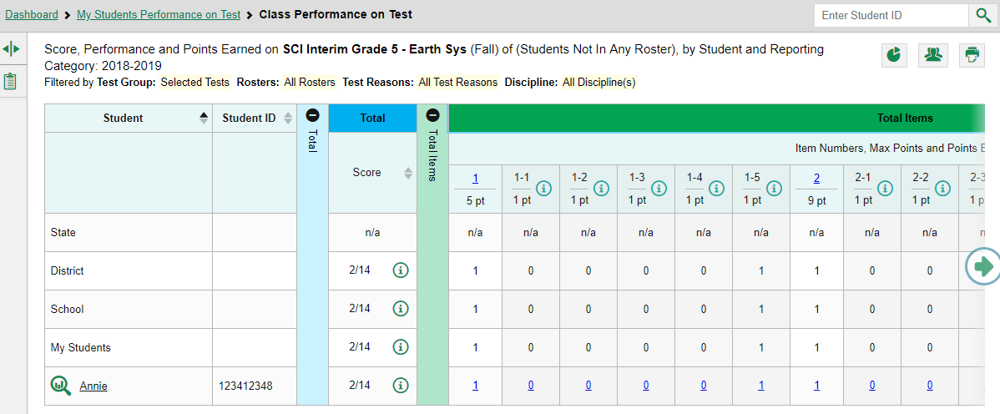 Dashboard > My Students Performance on Test > Class Performance on Test
Enter Student ID
Score, Performance and Points Earned on SCI Interim Grade 5 - Earth Sys (Fall) of (Students Not In Any Roster), by Student and Reporting
Category: 2018-2019
Filtered by Test Group: Selected Tests Rosters: All Rosters Test Reasons: All Test Reasons Discipline: All Discipline(s)
Student Student ID Total Total Total Items Total Items
Item Numbers, Max Points and Points
Score 1 1-1 1-2 1-3 1-4 1-5 2 2-1 2-2 2-3
5 pt 1 pt 1 pt 1 pt 1 pt 1 pt 9 pt 1 pt 1 pt
State n/a n/a n/a n/a n/a n/a n/a n/a n/a n/a
District 2/14 1 0 0 0 0 1 1 0 0
School 2/14 1 0 0 0 0 1 1 0 0
My Students 2/14 1 0 0 0 0 1 1 0 0
Annie 123412348 2/14 1 0 0 0 0 1 1 0 0